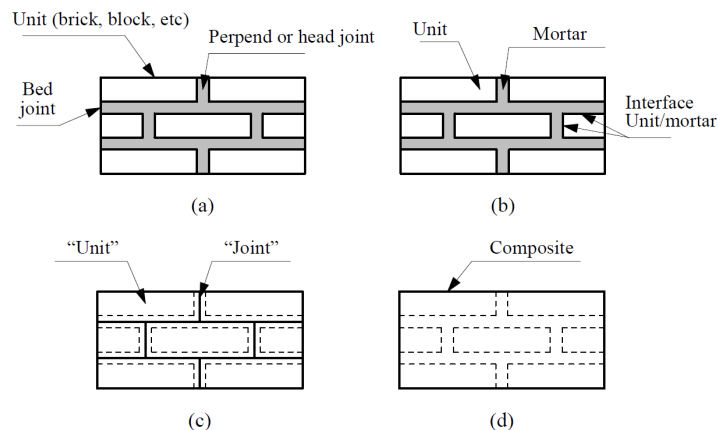 Unit (brick, block, etc)
Perpend or head joint
Bed
joint
(a)
Unit
Mortar
Interface
Unit/mortar
(b)
“Unit”
“Joint”
(c)
Composite
(d)